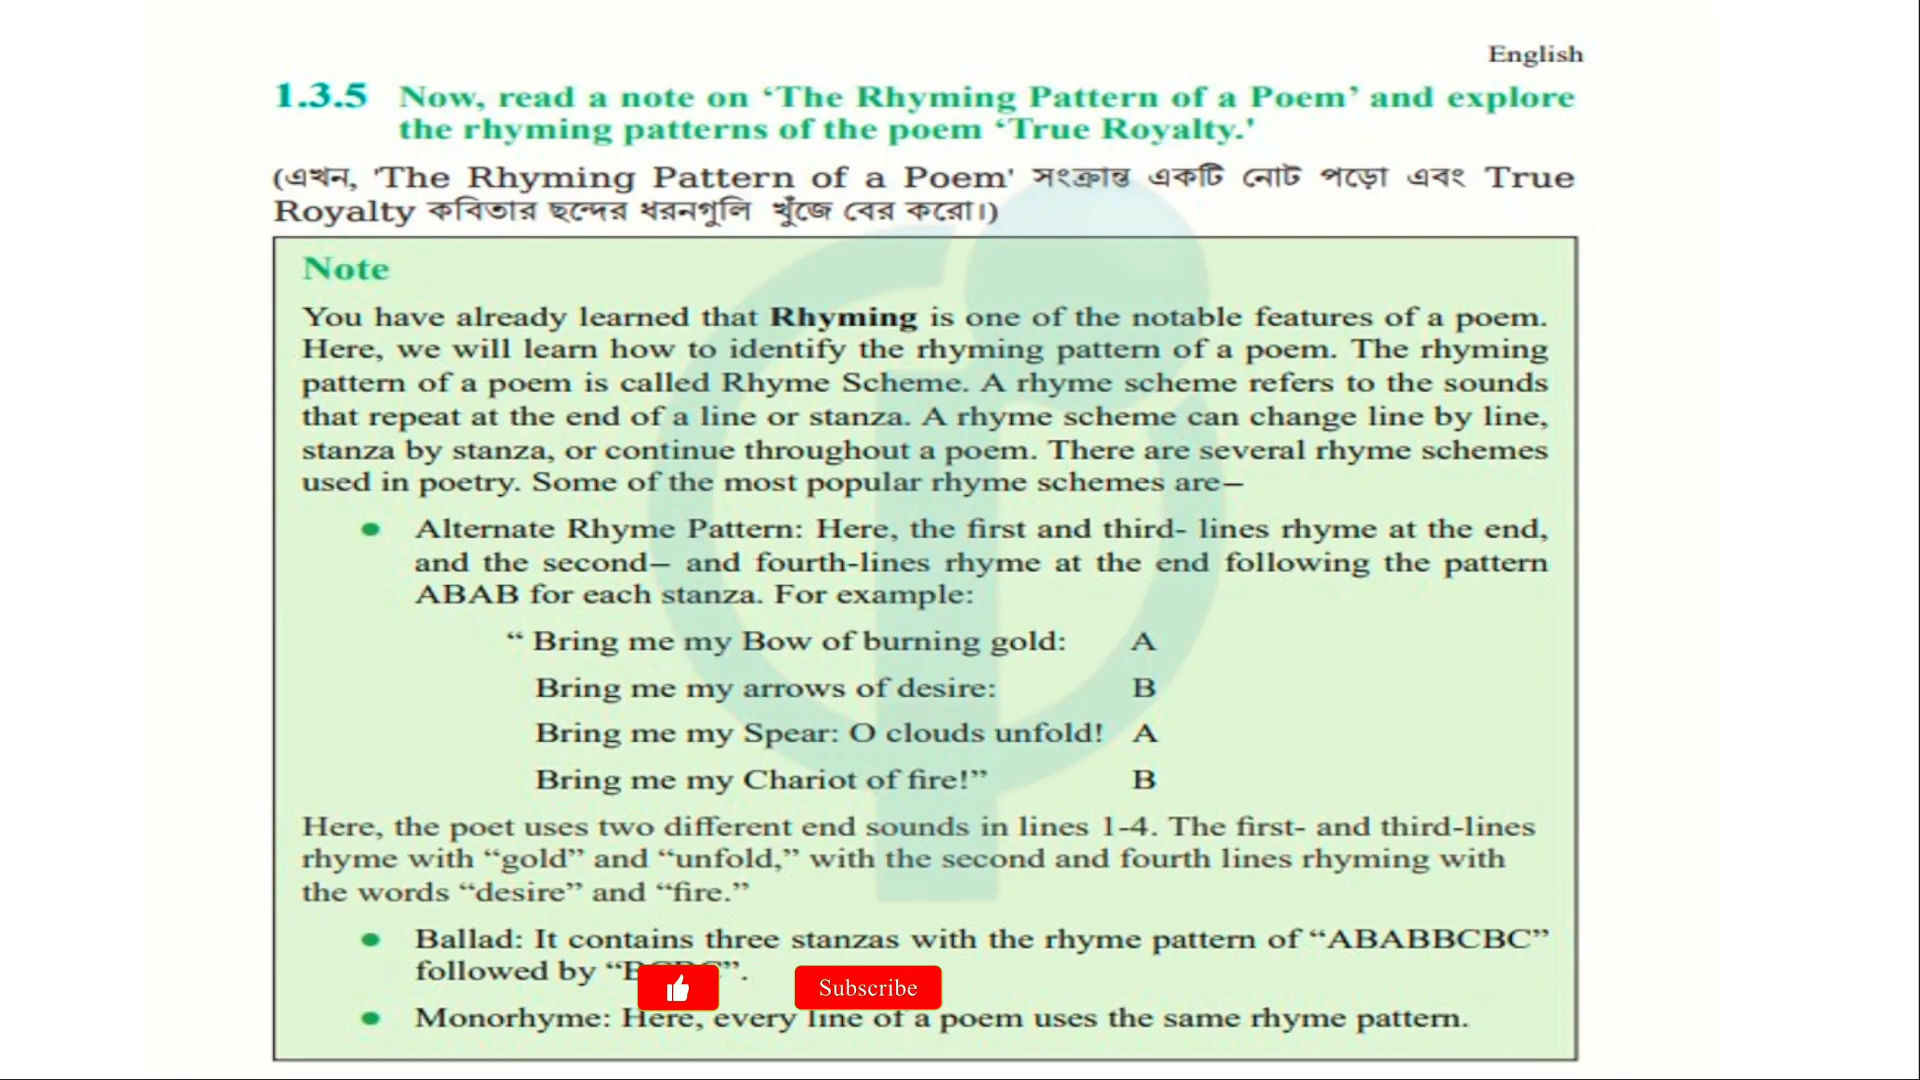 English
1.3.5 Now, read a note on ‘The Rhyming Pattern of a Poem’ and explore
the rhyming patterns of the poem ‘True Royalty.'
(এখন, 'The Rhyming Pattern of a Poem' সংক্রান্ত একটি নোট পড়ো এবং True
Royalty কবিতার ছন্দের ধরনগুলি খুঁজে বের করো।)
Note
You have already learned that Rhyming is one of the notable features of a poem.
Here, we will learn how to identify the rhyming pattern of a poem. The rhyming
pattern of a poem is called Rhyme Scheme. A rhyme scheme refers to the sounds
that repeat at the end of a line or stanza. A rhyme scheme can change line by line,
stanza by stanza, or continue throughout a poem. There are several rhyme schemes
used in poetry. Some of the most popular rhyme schemes are–
• Alternate Rhyme Pattern: Here, the first and third- lines rhyme at the end,
and the second– and fourth-lines rhyme at the end following the pattern
ABAB for each stanza. For example:
“ Bring me my Bow of burning gold: A
Bring me my arrows of desire: B
Bring me my Spear: O clouds unfold! A
Bring me my Chariot of fire!” B
Here, the poet uses two different end sounds in lines 1-4. The first- and third-lines
rhyme with “gold” and “unfold,” with the second and fourth lines rhyming with
the words “desire” and “fire.”
• Ballad: It contains three stanzas with the rhyme pattern of “ABABBCBC”
followed by
Subscribe
• Monorhyme: Here, every line of a poem uses the same rhyme pattern.